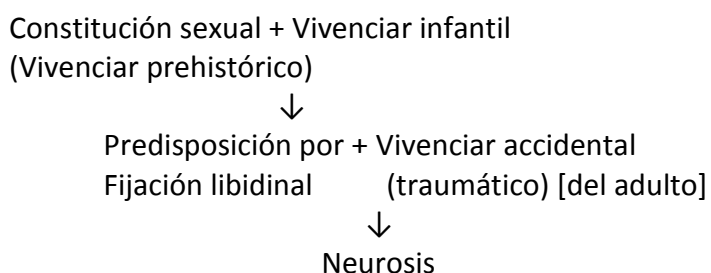 Constitución sexual + Vivenciar infantil
(Vivenciar prehistórico)
↓
Predisposición por + Vivenciar accidental
Fijación libidinal (traumático) [del adulto]
↓
Neurosis